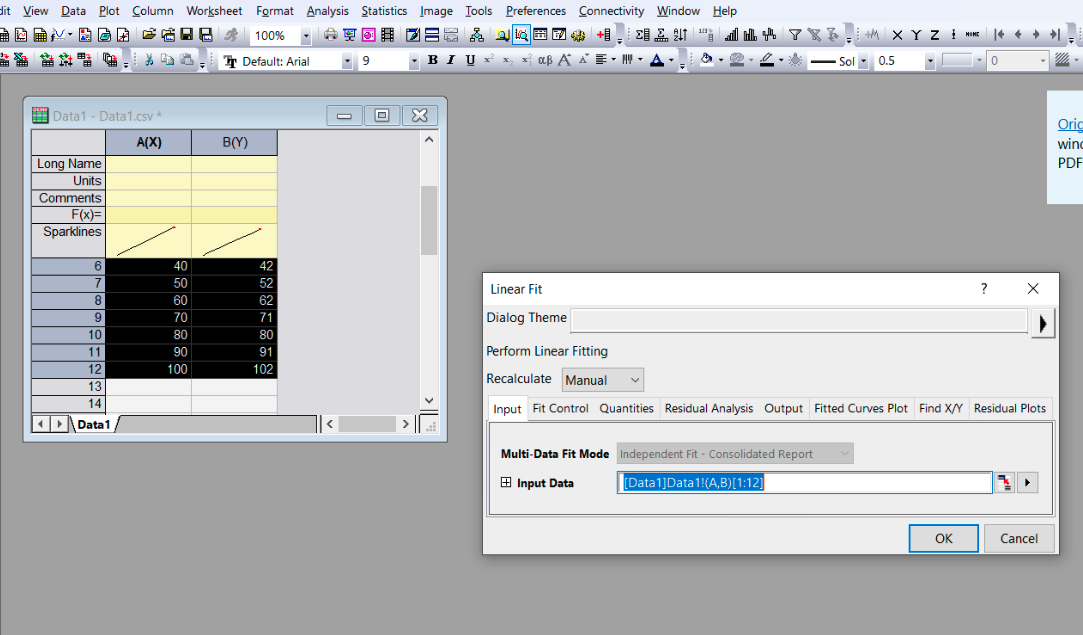 dit View Data Plot Column Worksheet Format Analysis Statistics Image Tools Preferences Connectivity Window Help
100%
Default: Arial 9 B I U αβ A A A Sol 0.5 0
X Y Z
Data1 - Data1.csv *
A(X) B(Y)
Long Name
Units
Comments
F(x)=
Sparklines
6 40 42
7 50 52
8 60 62
9 70 71
10 80 80
11 90 91
12 100 102
13
14
Data1
Orig
wind
PDF
Linear Fit ?
Dialog Theme
Perform Linear Fitting
Recalculate Manual
Input Fit Control Quantities Residual Analysis Output Fitted Curves Plot Find X/Y Residual Plots
Multi-Data Fit Mode Independent Fit - Consolidated Report
Input Data [Data1]Data1!(A,B)[1:12]
OK Cancel